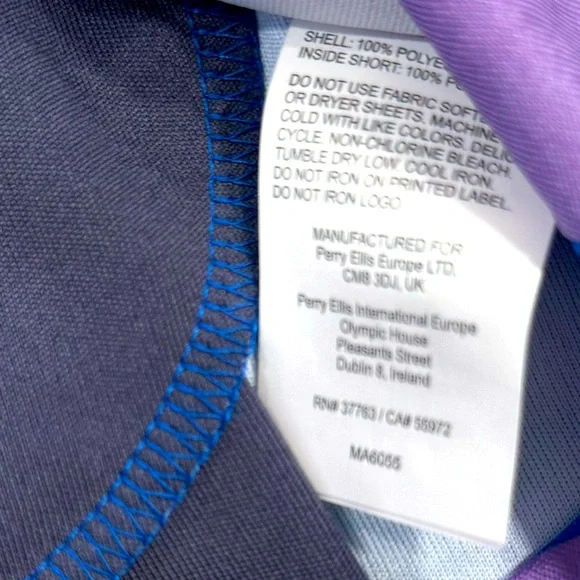 SHELL: 100% POLYE
INSIDE SHORT: 100% P
DO NOT USE FABRIC SOFT
OR DRYER SHEETS. MACHINE
COLD WITH LIKE COLORS. DELIC
CYCLE. NON-CHLORINE BLEACH.
TUMBLE DRY LOW. COOL IRON.
DO NOT IRON ON PRINTED LABEL.
DO NOT IRON LOGO
MANUFACTURED FOR
Perry Ellis Europe LTD,
CM8 3DJ, UK.
Perry Ellis International Europe
Olympic House
Pleasants Street
Dublin 8, Ireland
RN# 37763 / CA# 55972
MA6056